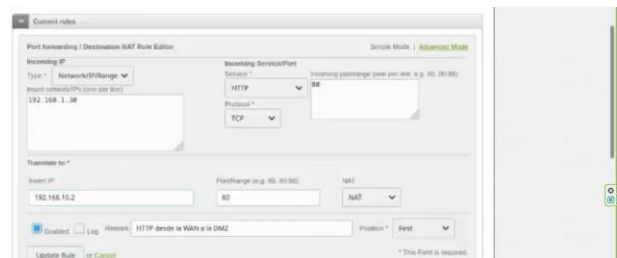 Current rules
Port forwarding / Destination NAT Rule Editor
Simple Mode | Advanced Mode
Incoming IP
Type * Network/IP/Range
Insert network/IPs (one per line)
192.168.1.30
Incoming Service/Port
Service *
HTTP
Protocol *
TCP
Incoming port/range (one per line, e.g. 80, 80:88)
80
Translate to *
Insert IP
192.168.10.2
Port/Range (e.g. 80, 80:88)
80
NAT
NAT
Enabled Log Remark HTTP desde la WAN a la DMZ Position * First
Update Rule or Cancel
* This Field is required.